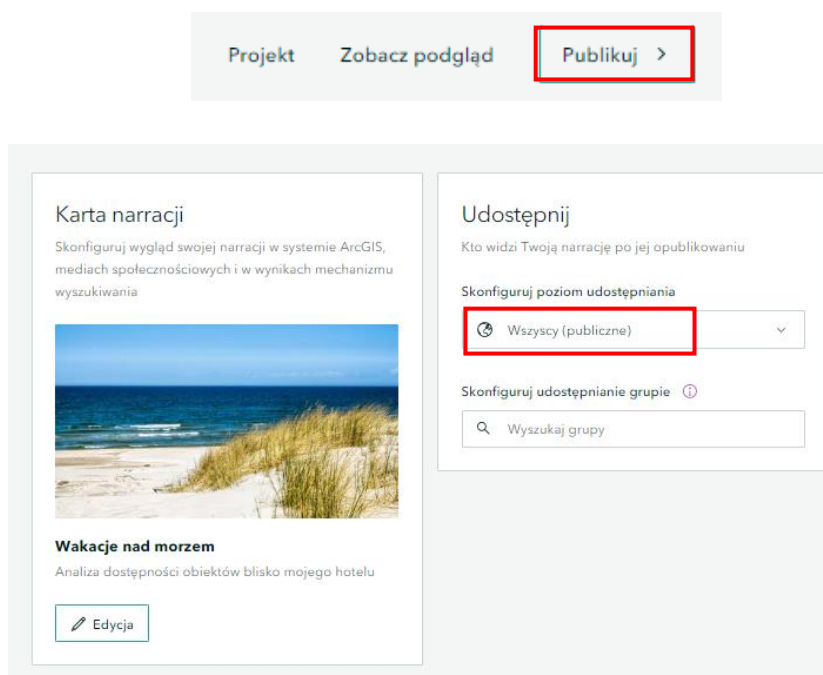 Projekt Zobacz podgląd Publikuj >
Karta narracji
Skonfiguruj wygląd swojej narracji w systemie ArcGIS,
mediach społecznościowych i w wynikach mechanizmu
wyszukiwania
Wakacje nad morzem
Analiza dostępności obiektów blisko mojego hotelu
Edycja
Udostępnij
Kto widzi Twoją narrację po jej opublikowaniu
Skonfiguruj poziom udostępniania
Wszyscy (publiczne)
Skonfiguruj udostępnianie grupie
Wyszukaj grupy